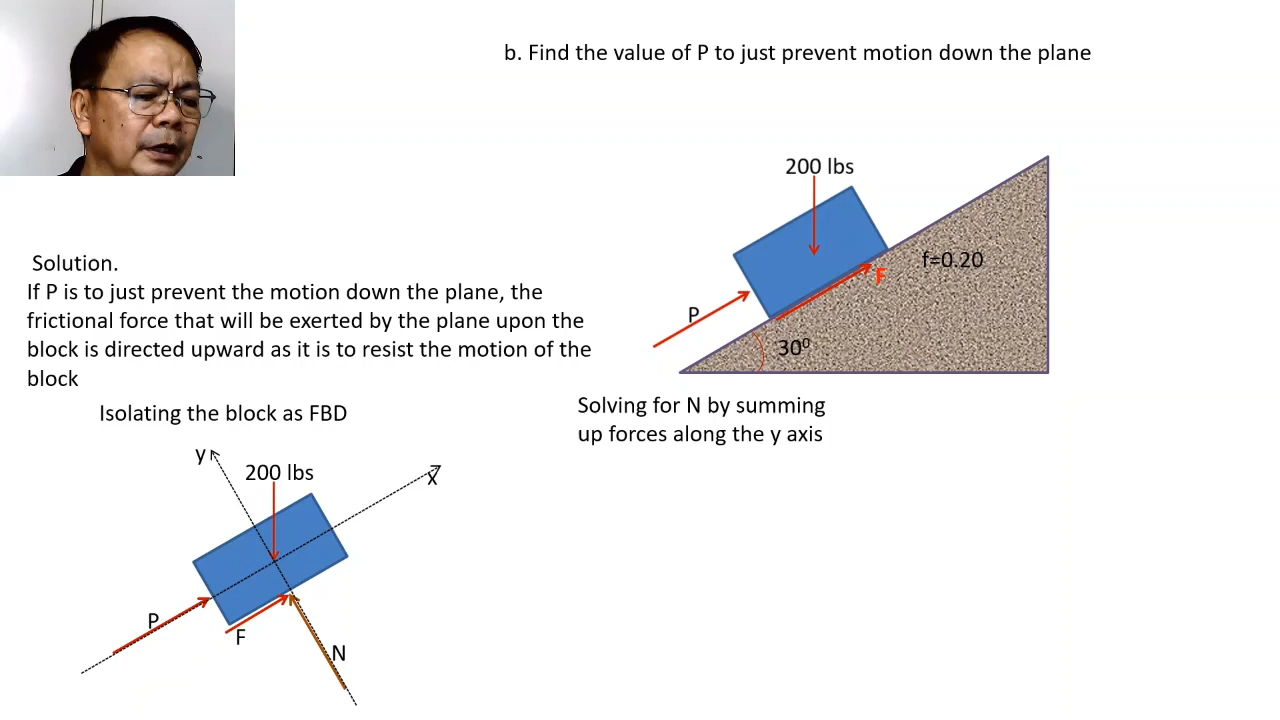 b. Find the value of P to just prevent motion down the plane
200 lbs
f=0.20
F
P
30⁰
Solution.
If P is to just prevent the motion down the plane, the
frictional force that will be exerted by the plane upon the
block is directed upward as it is to resist the motion of the
block
Isolating the block as FBD
Solving for N by summing
up forces along the y axis
y
200 lbs
x
P
F
N